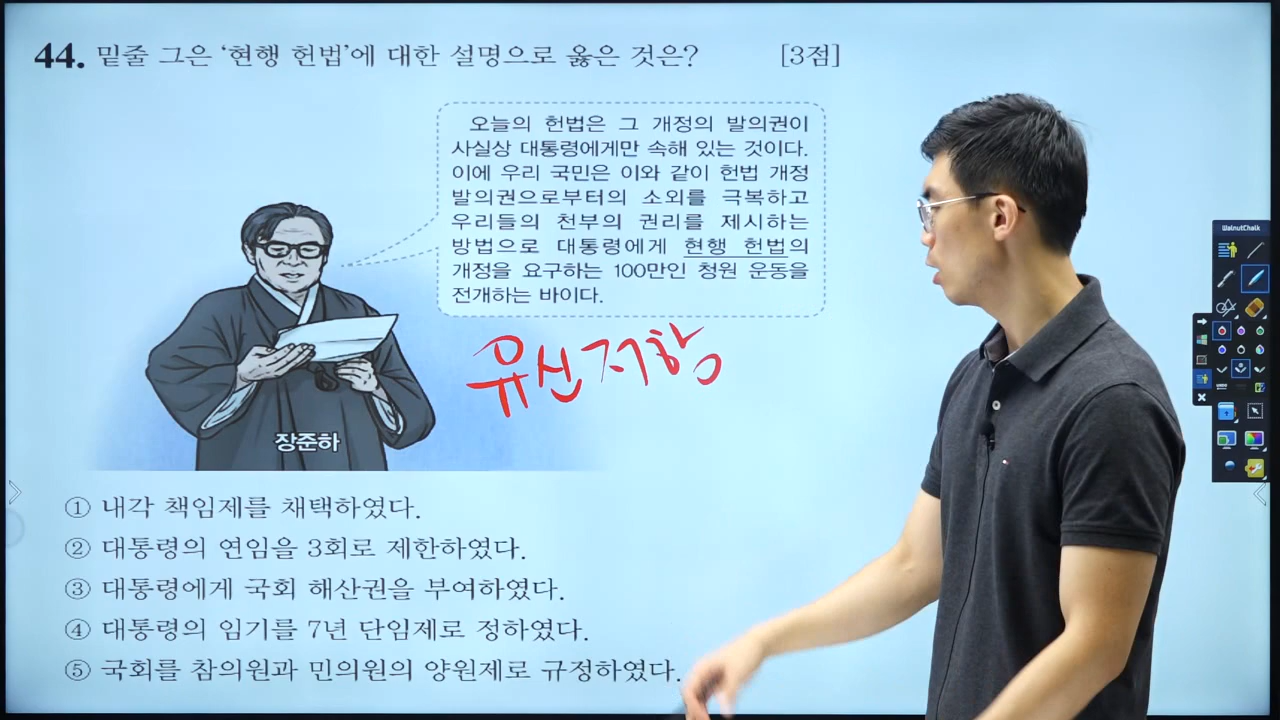 44. 밑줄 그은 '현행 헌법'에 대한 설명으로 옳은 것은? [3점]
오늘의 헌법은 그 개정의 발의권이
사실상 대통령에게만 속해 있는 것이다.
이에 우리 국민은 이와 같이 헌법 개정
발의권으로부터의 소외를 극복하고
우리들의 천부의 권리를 제시하는
방법으로 대통령에게 현행 헌법의
개정을 요구하는 100만인 청원 운동을
전개하는 바이다.
유신저항
장준하
① 내각 책임제를 채택하였다.
② 대통령의 연임을 3회로 제한하였다.
③ 대통령에게 국회 해산권을 부여하였다.
④ 대통령의 임기를 7년 단임제로 정하였다.
⑤ 국회를 참의원과 민의원의 양원제로 규정하였다.
WalnutChalk